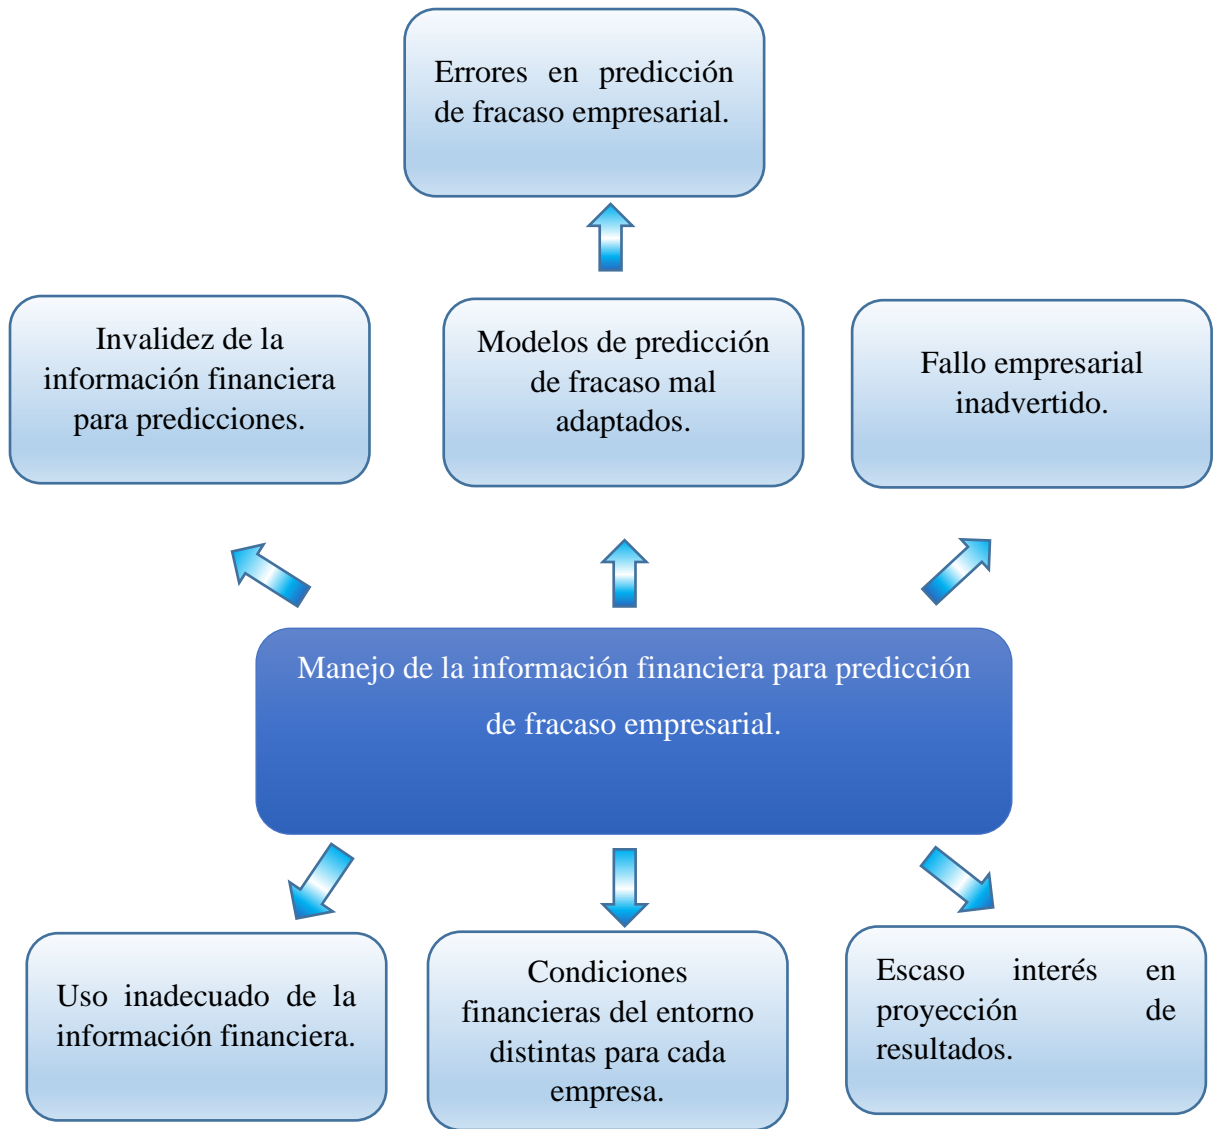 Errores en predicción
de fracaso empresarial.
Invalidez de la
información financiera
para predicciones.
Modelos de predicción
de fracaso mal
adaptados.
Fallo empresarial
inadvertido.
Manejo de la información financiera para predicción
de fracaso empresarial.
Uso inadecuado de la
información financiera.
Condiciones
financieras del entorno
distintas para cada
empresa.
Escaso interés en
proyección de
resultados.